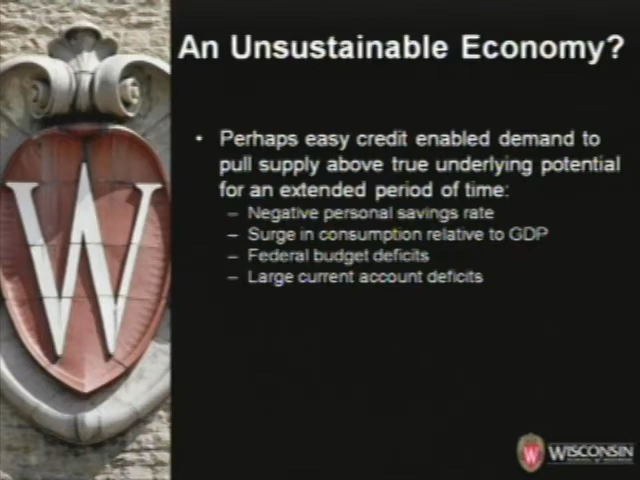 An Unsustainable Economy?
• Perhaps easy credit enabled demand to
pull supply above true underlying potential
for an extended period of time:
– Negative personal savings rate
– Surge in consumption relative to GDP
– Federal budget deficits
– Large current account deficits
W
W
WISCONSIN